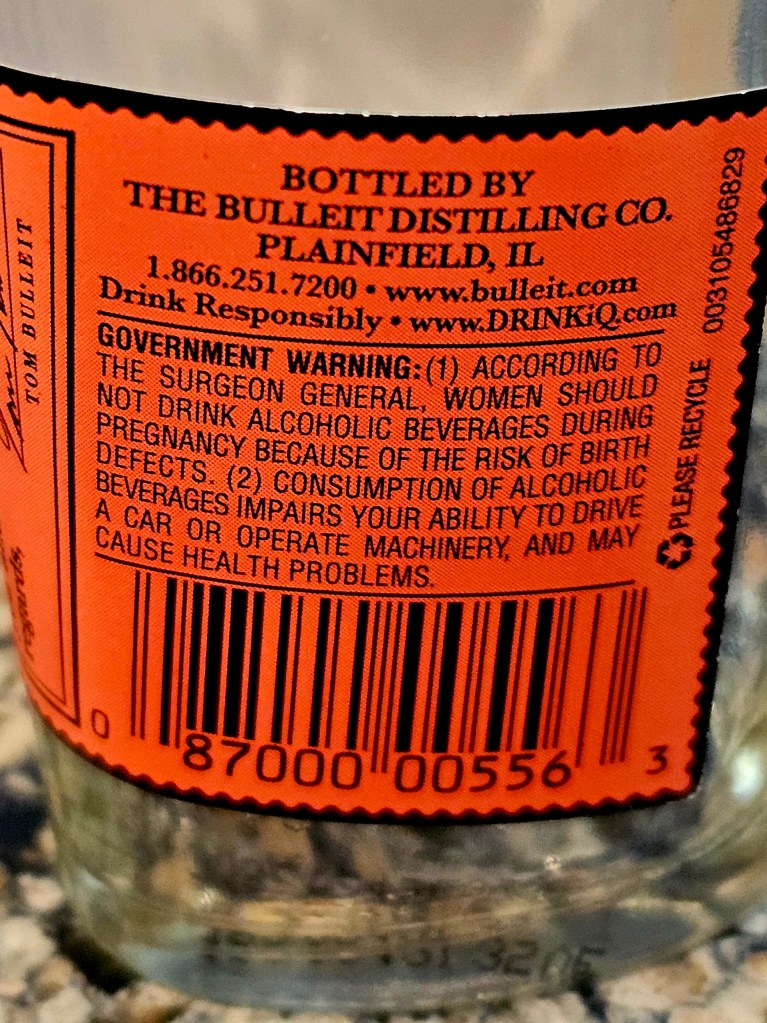 BOTTLED BY
THE BULLEIT DISTILLING CO.
PLAINFIELD, IL
1.866.251.7200 • www.bulleit.com
Drink Responsibly • www.DRINKiQ.com
GOVERNMENT WARNING: (1) ACCORDING TO
THE SURGEON GENERAL, WOMEN SHOULD
NOT DRINK ALCOHOLIC BEVERAGES DURING
PREGNANCY BECAUSE OF THE RISK OF BIRTH
DEFECTS. (2) CONSUMPTION OF ALCOHOLIC
BEVERAGES IMPAIRS YOUR ABILITY TO DRIVE
A CAR OR OPERATE MACHINERY, AND MAY
CAUSE HEALTH PROBLEMS.
0 87000 00556 3
PLEASE RECYCLE
003105486829
TOM BULLEIT
regards,